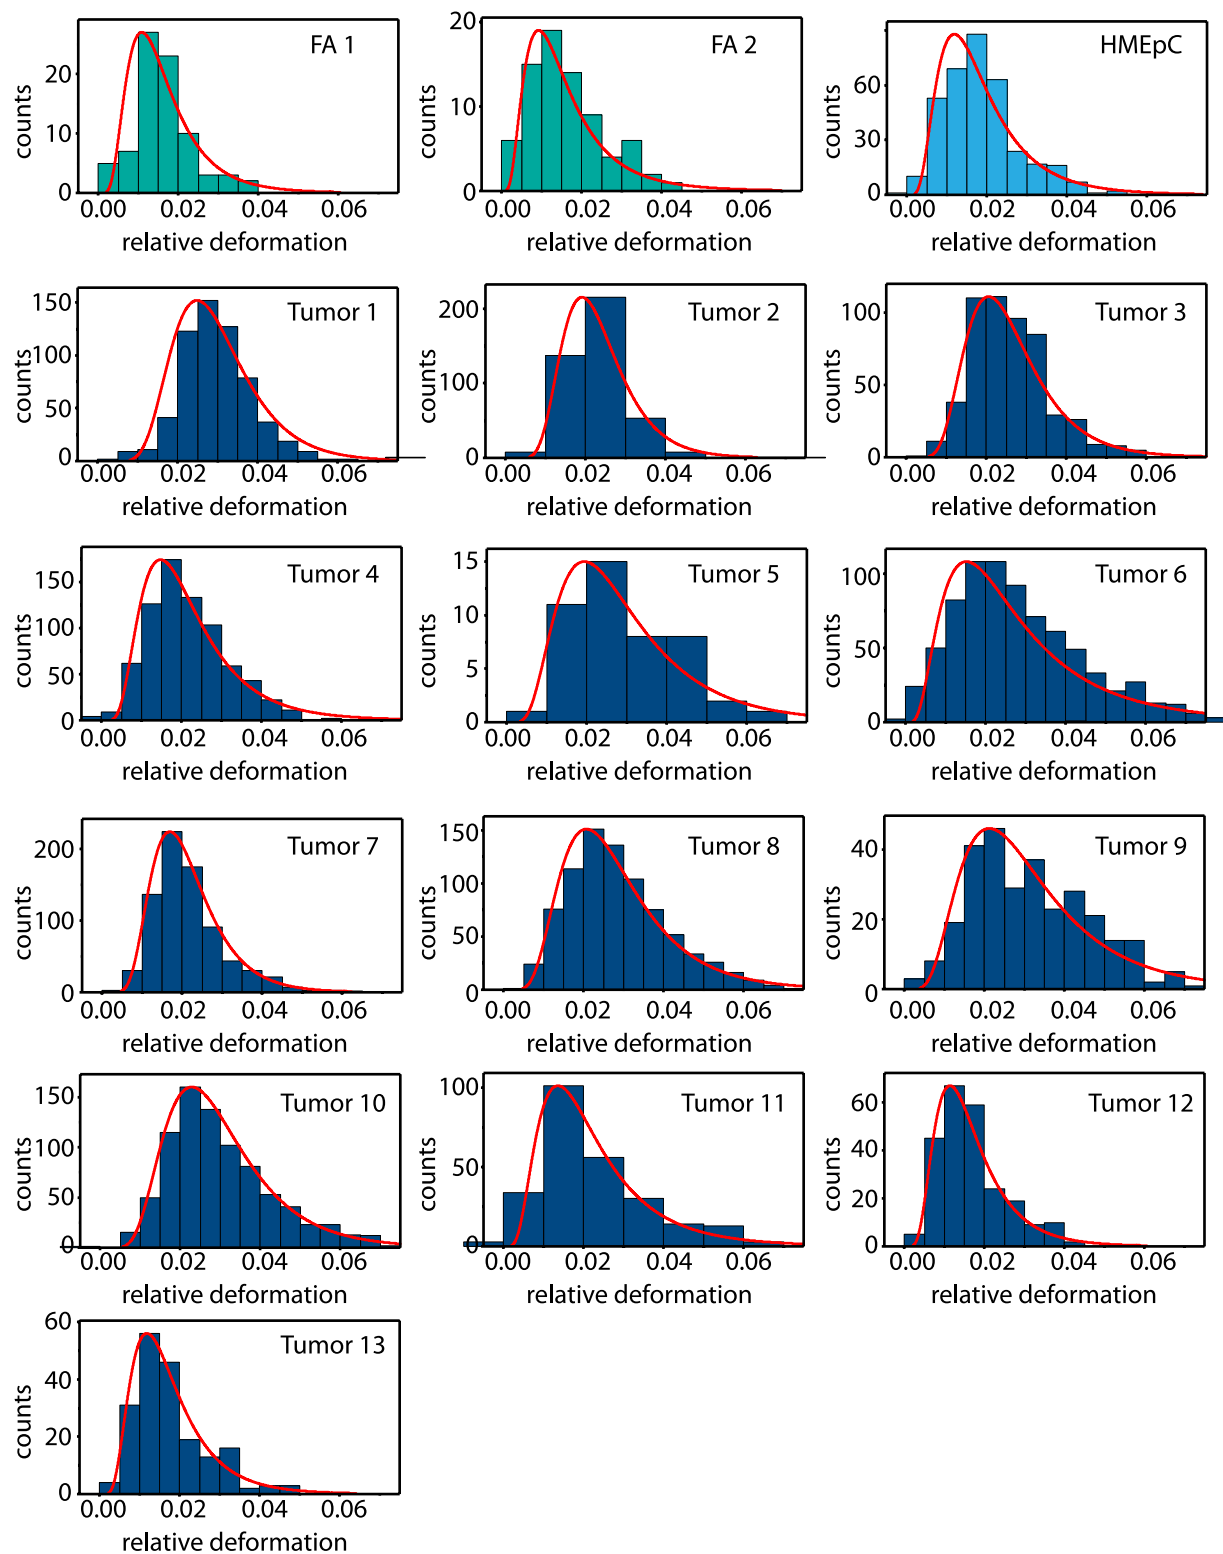 FA 1
counts
20
10
0
0.00 0.02 0.04 0.06
relative deformation
FA 2
counts
20
10
0
0.00 0.02 0.04 0.06
relative deformation
HMEpC
counts
60
30
0
0.00 0.02 0.04 0.06
relative deformation
Tumor 1
counts
150
100
50
0
0.00 0.02 0.04 0.06
relative deformation
Tumor 2
counts
200
100
0
0.00 0.02 0.04 0.06
relative deformation
Tumor 3
counts
100
50
0
0.00 0.02 0.04 0.06
relative deformation
Tumor 4
counts
150
100
50
0
0.00 0.02 0.04 0.06
relative deformation
Tumor 5
counts
15
10
5
0
0.00 0.02 0.04 0.06
relative deformation
Tumor 6
counts
100
50
0
0.00 0.02 0.04 0.06
relative deformation
Tumor 7
counts
200
100
0
0.00 0.02 0.04 0.06
relative deformation
Tumor 8
counts
150
100
50
0
0.00 0.02 0.04 0.06
relative deformation
Tumor 9
counts
40
20
0
0.00 0.02 0.04 0.06
relative deformation
Tumor 10
counts
150
100
50
0
0.00 0.02 0.04 0.06
relative deformation
Tumor 11
counts
100
50
0
0.00 0.02 0.04 0.06
relative deformation
Tumor 12
counts
60
40
20
0
0.00 0.02 0.04 0.06
relative deformation
Tumor 13
counts
60
40
20
0
0.00 0.02 0.04 0.06
relative deformation